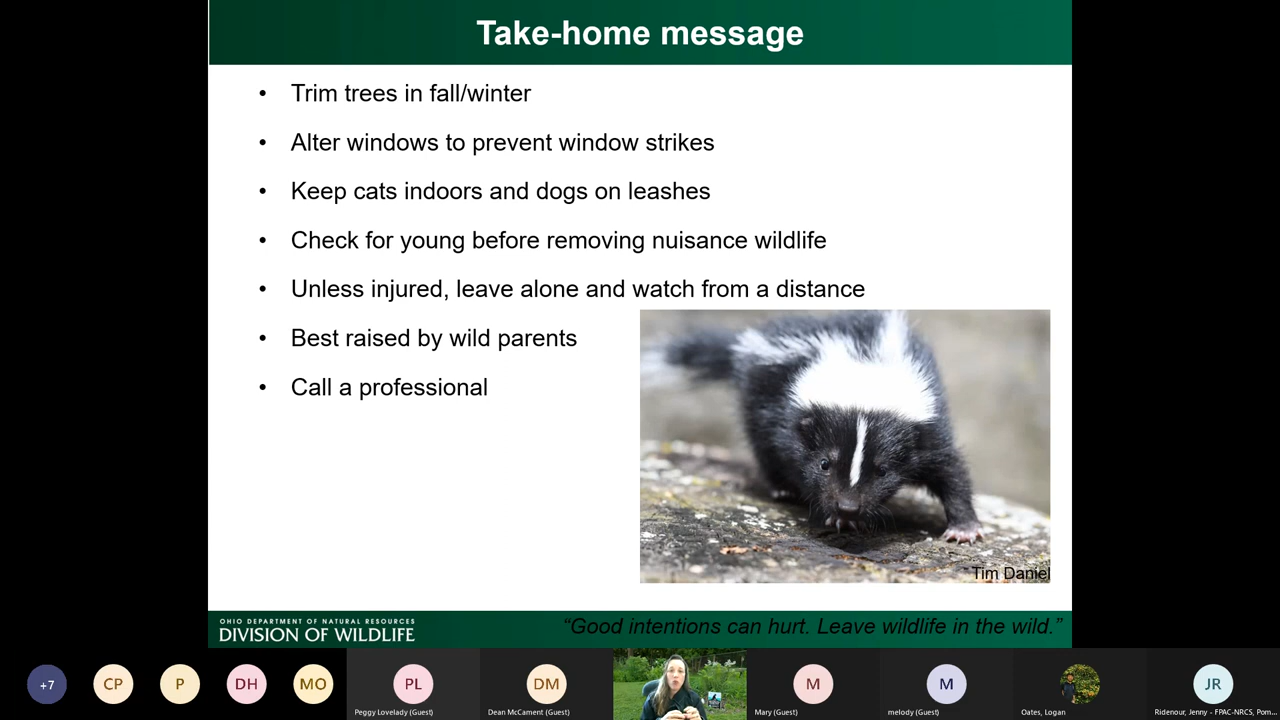 Take-home message
• Trim trees in fall/winter
• Alter windows to prevent window strikes
• Keep cats indoors and dogs on leashes
• Check for young before removing nuisance wildlife
• Unless injured, leave alone and watch from a distance
• Best raised by wild parents
• Call a professional
Tim Daniel
OHIO DEPARTMENT OF NATURAL RESOURCES
DIVISION OF WILDLIFE
“Good intentions can hurt. Leave wildlife in the wild.”
+7
CP
P
DH
MO
PL
DM
M
M
JR
Peggy Lovelady (Guest)
Dean McCament (Guest)
Mary (Guest)
melody (Guest)
Oates, Logan
Ridenour, Jenny - FPAC-NRCS, Pom...